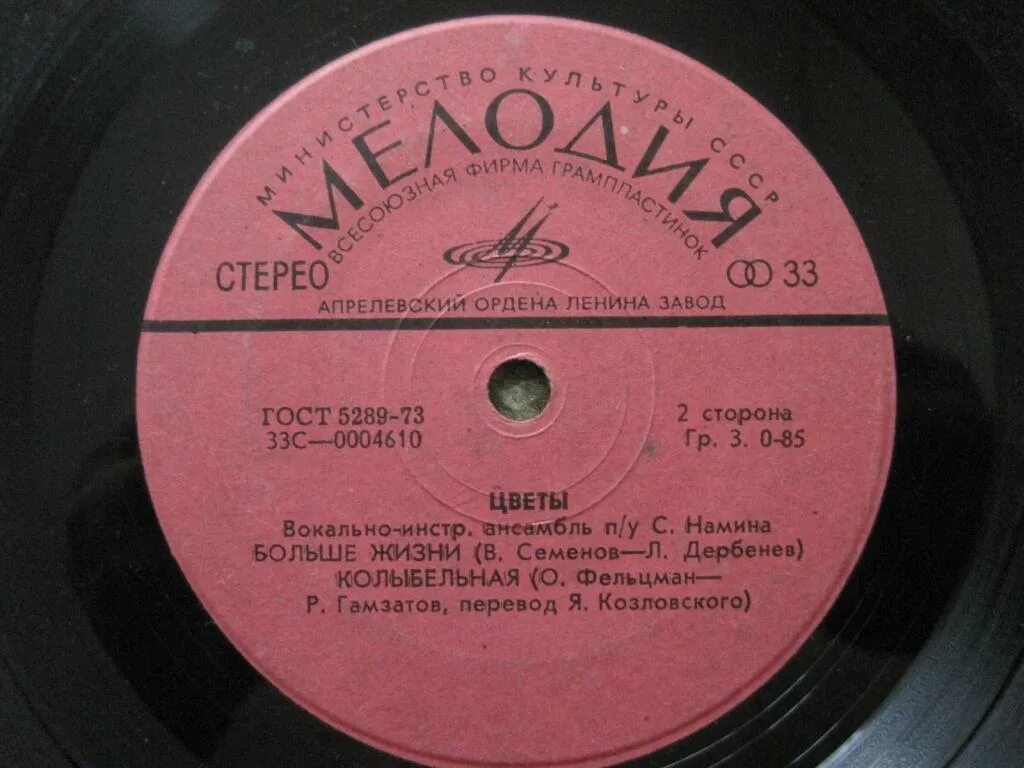 МИНИСТЕРСТВО КУЛЬТУРЫ СССР
МЕЛОДИЯ
ВСЕСОЮЗНАЯ ФИРМА ГРАМПЛАСТИНОК
СТЕРЕО
33
АПРЕЛЕВСКИЙ ОРДЕНА ЛЕНИНА ЗАВОД
ГОСТ 5289-73
2 сторона
33С—0004610
Гр. 3. 0-85
ЦВЕТЫ
Вокально-инстр. ансамбль п/у С. Намина
БОЛЬШЕ ЖИЗНИ (В. Семенов—Л. Дербенев)
КОЛЫБЕЛЬНАЯ (О. Фельцман—
Р. Гамзатов, перевод Я. Козловского)